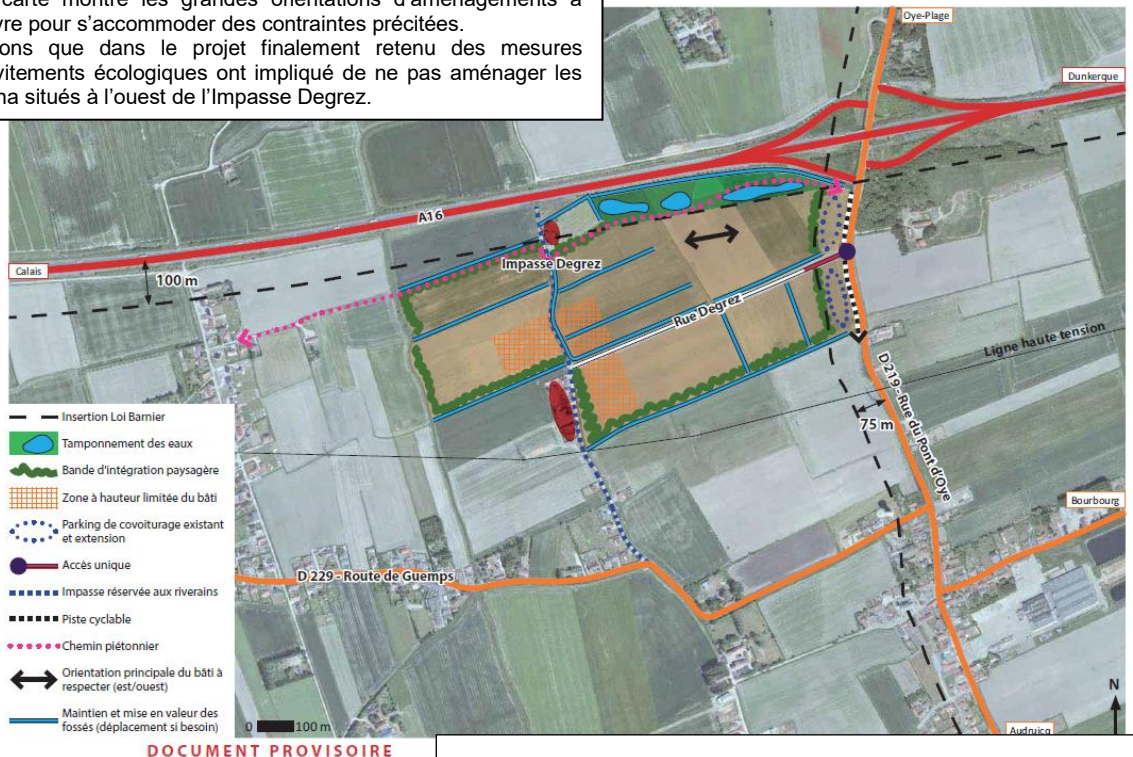 carte montre les grandes orientations d'aménagements à
vre pour s'accommoder des contraintes précitées.
ons que dans le projet finalement retenu des mesures
vitements écologiques ont impliqué de ne pas aménager les
ha situés à l'ouest de l'Impasse Degrez.
Oye-Plage
Dunkerque
A16
Calais
100 m
Impasse Degrez
Rue Degrez
Ligne haute tension
D 219 - Rue du Pont d'Oye
75 m
Bourbourg
D 229 - Route de Guemps
Audruicq
N
Insertion Loi Barnier
Tamponnement des eaux
Bande d'intégration paysagère
Zone à hauteur limitée du bâti
Parking de covoiturage existant
et extension
Accès unique
Impasse réservée aux riverains
Piste cyclable
Chemin piétonnier
Orientation principale du bâti à
respecter (est/ouest)
Maintien et mise en valeur des
fossés (déplacement si besoin)
0 100 m
DOCUMENT PROVISOIRE